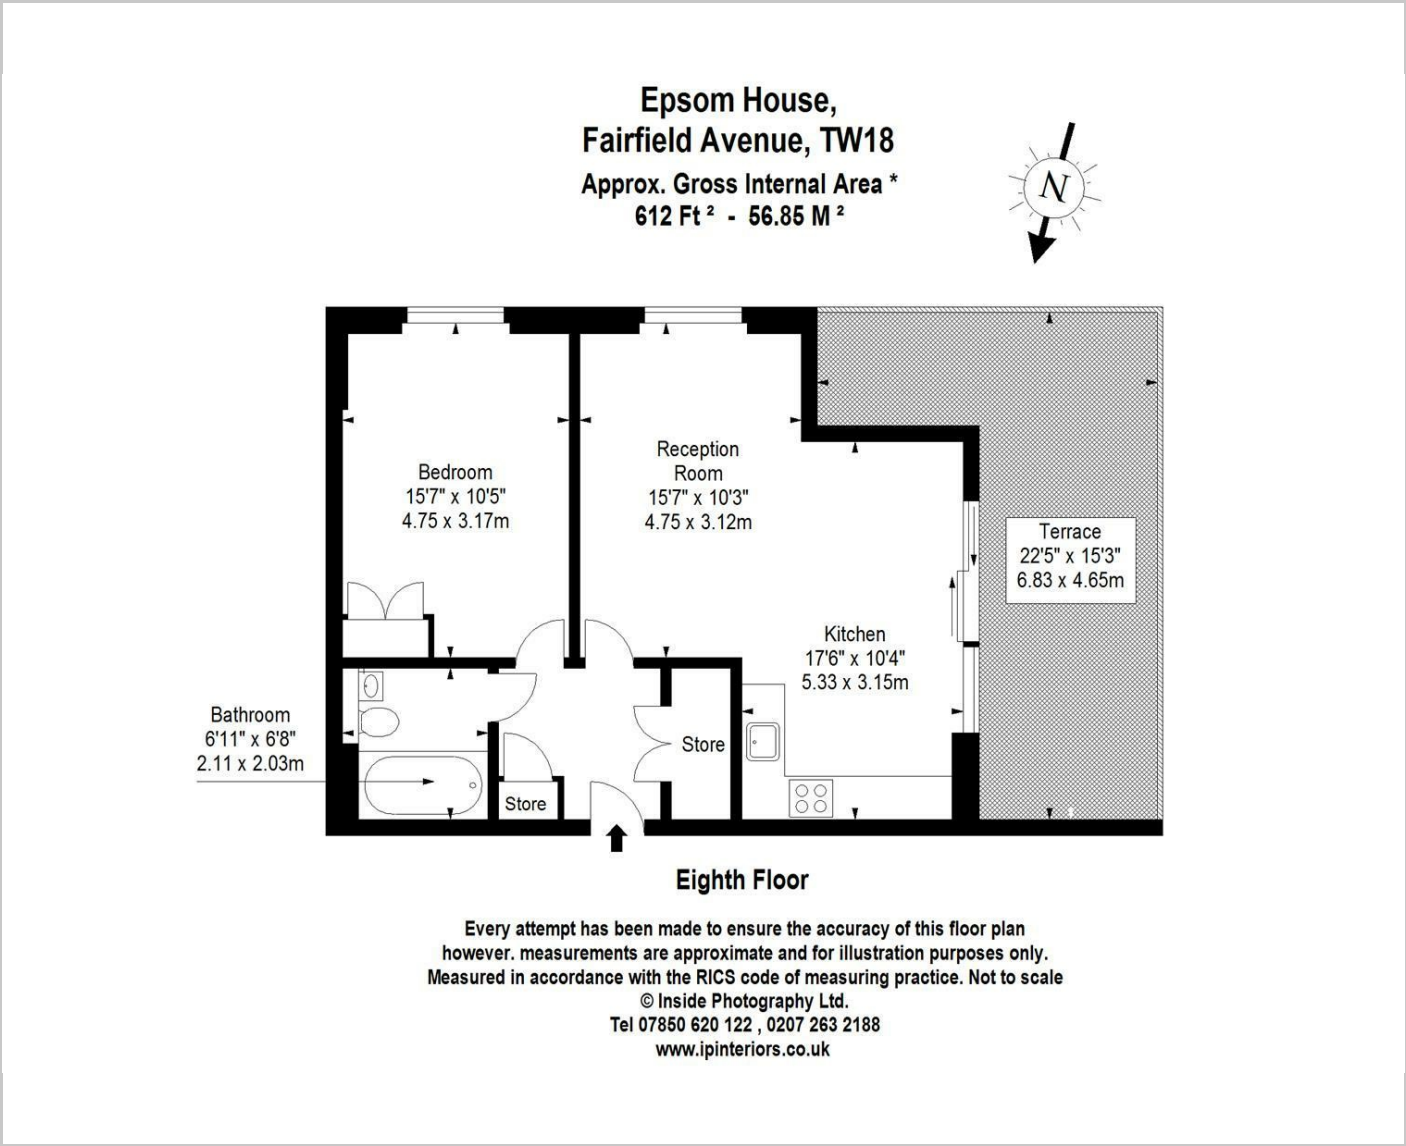 Epsom House,
Fairfield Avenue, TW18
Approx. Gross Internal Area *
612 Ft ² - 56.85 M ²
N
Bedroom
15'7" x 10'5"
4.75 x 3.17m
Reception
Room
15'7" x 10'3"
4.75 x 3.12m
Terrace
22'5" x 15'3"
6.83 x 4.65m
Kitchen
17'6" x 10'4"
5.33 x 3.15m
Bathroom
6'11" x 6'8"
2.11 x 2.03m
Store
Store
Eighth Floor
Every attempt has been made to ensure the accuracy of this floor plan
however. measurements are approximate and for illustration purposes only.
Measured in accordance with the RICS code of measuring practice. Not to scale
© Inside Photography Ltd.
Tel 07850 620 122 , 0207 263 2188
www.ipinteriors.co.uk